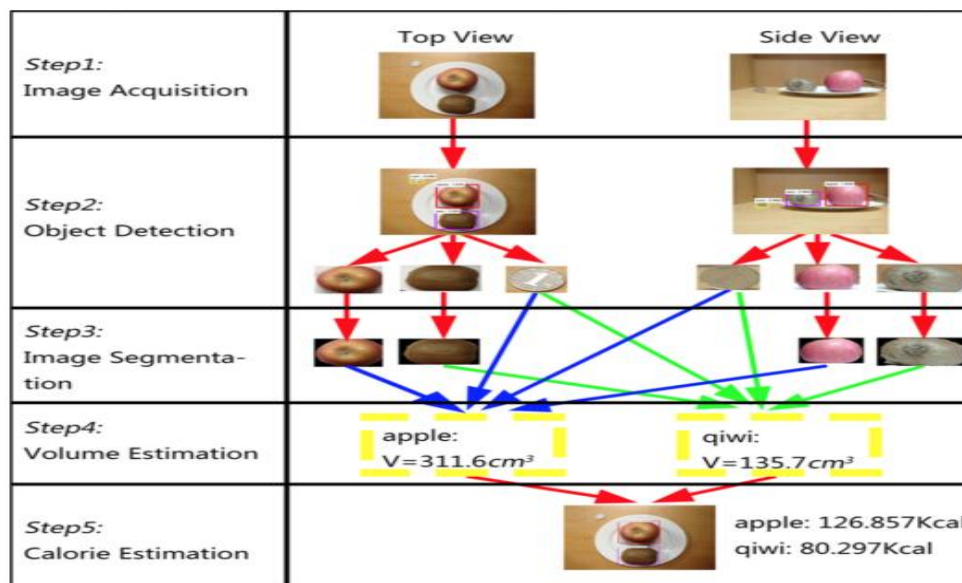 Top View
Side View
Step1:
Image Acquisition
Step2:
Object Detection
1
Step3:
Image Segmenta-
tion
Step4:
Volume Estimation
apple:
V=311.6cm³
qiwi:
V=135.7cm³
Step5:
Calorie Estimation
apple: 126.857Kcal
qiwi: 80.297Kcal